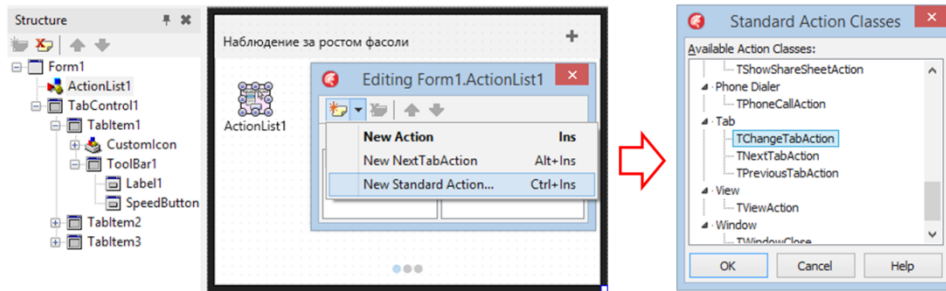 Structure
Form1
ActionList1
TabControl1
TabItem1
CustomIcon
ToolBar1
Label1
SpeedButton
TabItem2
TabItem3
Наблюдение за ростом фасоли
+
ActionList1
Editing Form1.ActionList1
New Action Ins
New NextTabAction Alt+Ins
New Standard Action... Ctrl+Ins
Standard Action Classes
Available Action Classes:
TShowShareSheetAction
Phone Dialer
TPhoneCallAction
Tab
TChangeTabAction
TNextTabAction
TPreviousTabAction
View
TViewAction
Window
TWindowClose
OK Cancel Help